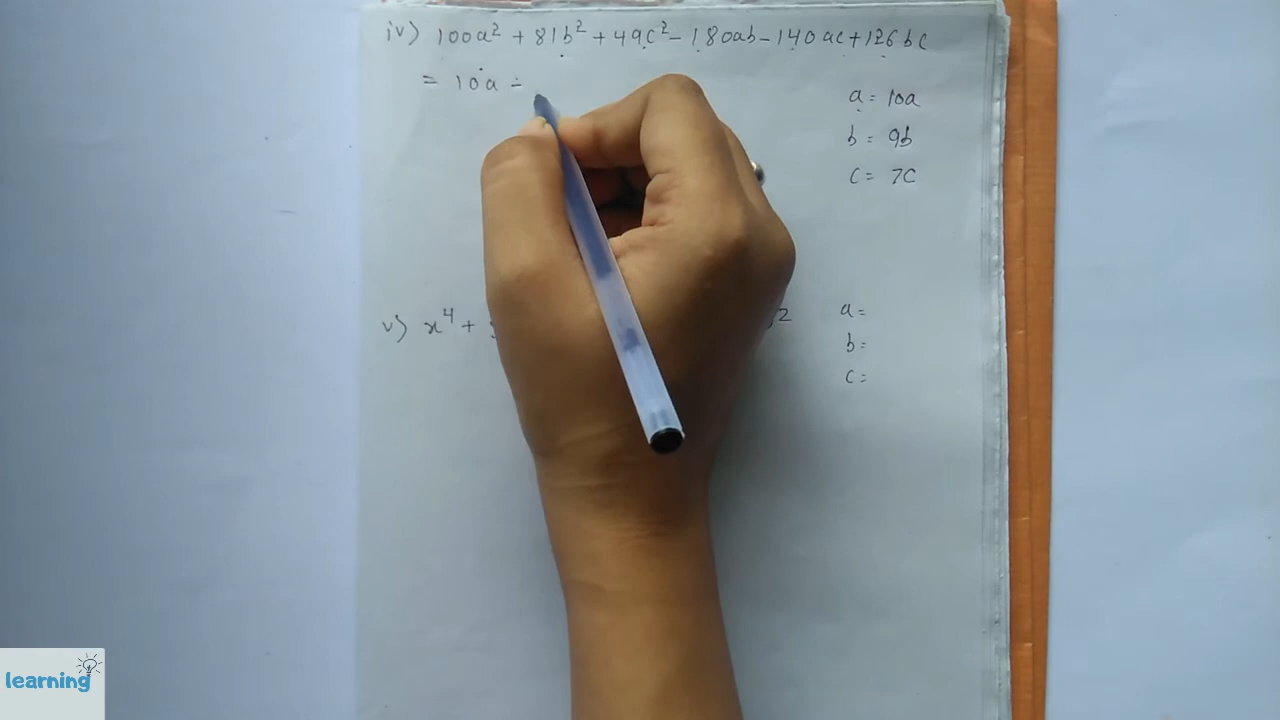 iv) 100a² + 81b² + 49c² - 180ab - 140ac + 126bc
= 10a -
a = 10a
b = 9b
c = 7c
v) x⁴ +
2
a =
b =
c =
learning